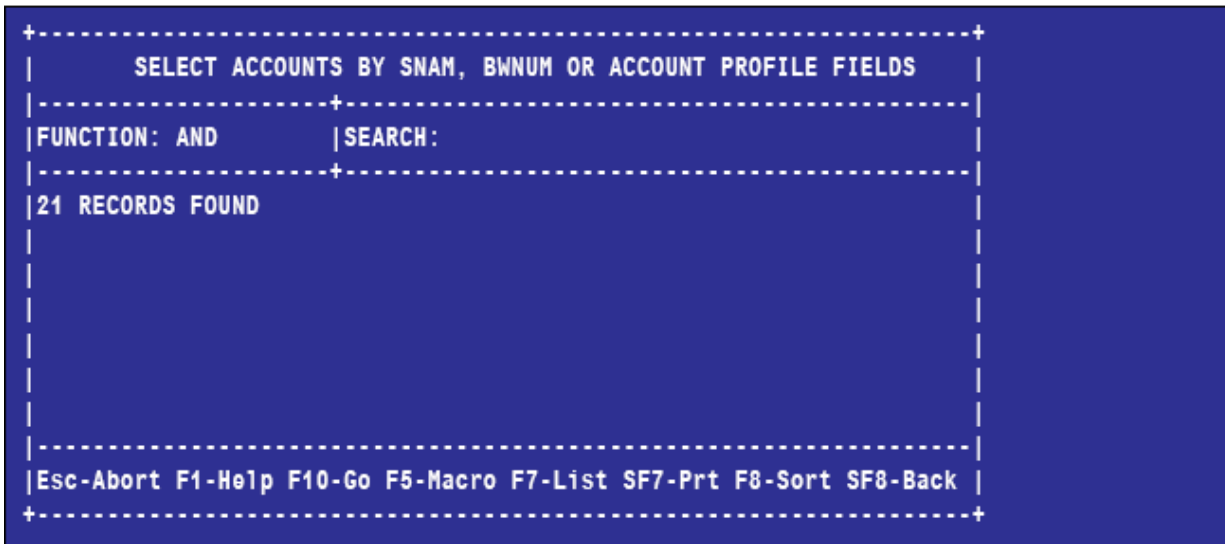 SELECT ACCOUNTS BY SNAM, BWNUM OR ACCOUNT PROFILE FIELDS
FUNCTION: AND |SEARCH:
21 RECORDS FOUND
Esc-Abort F1-Help F10-Go F5-Macro F7-List SF7-Prt F8-Sort SF8-Back